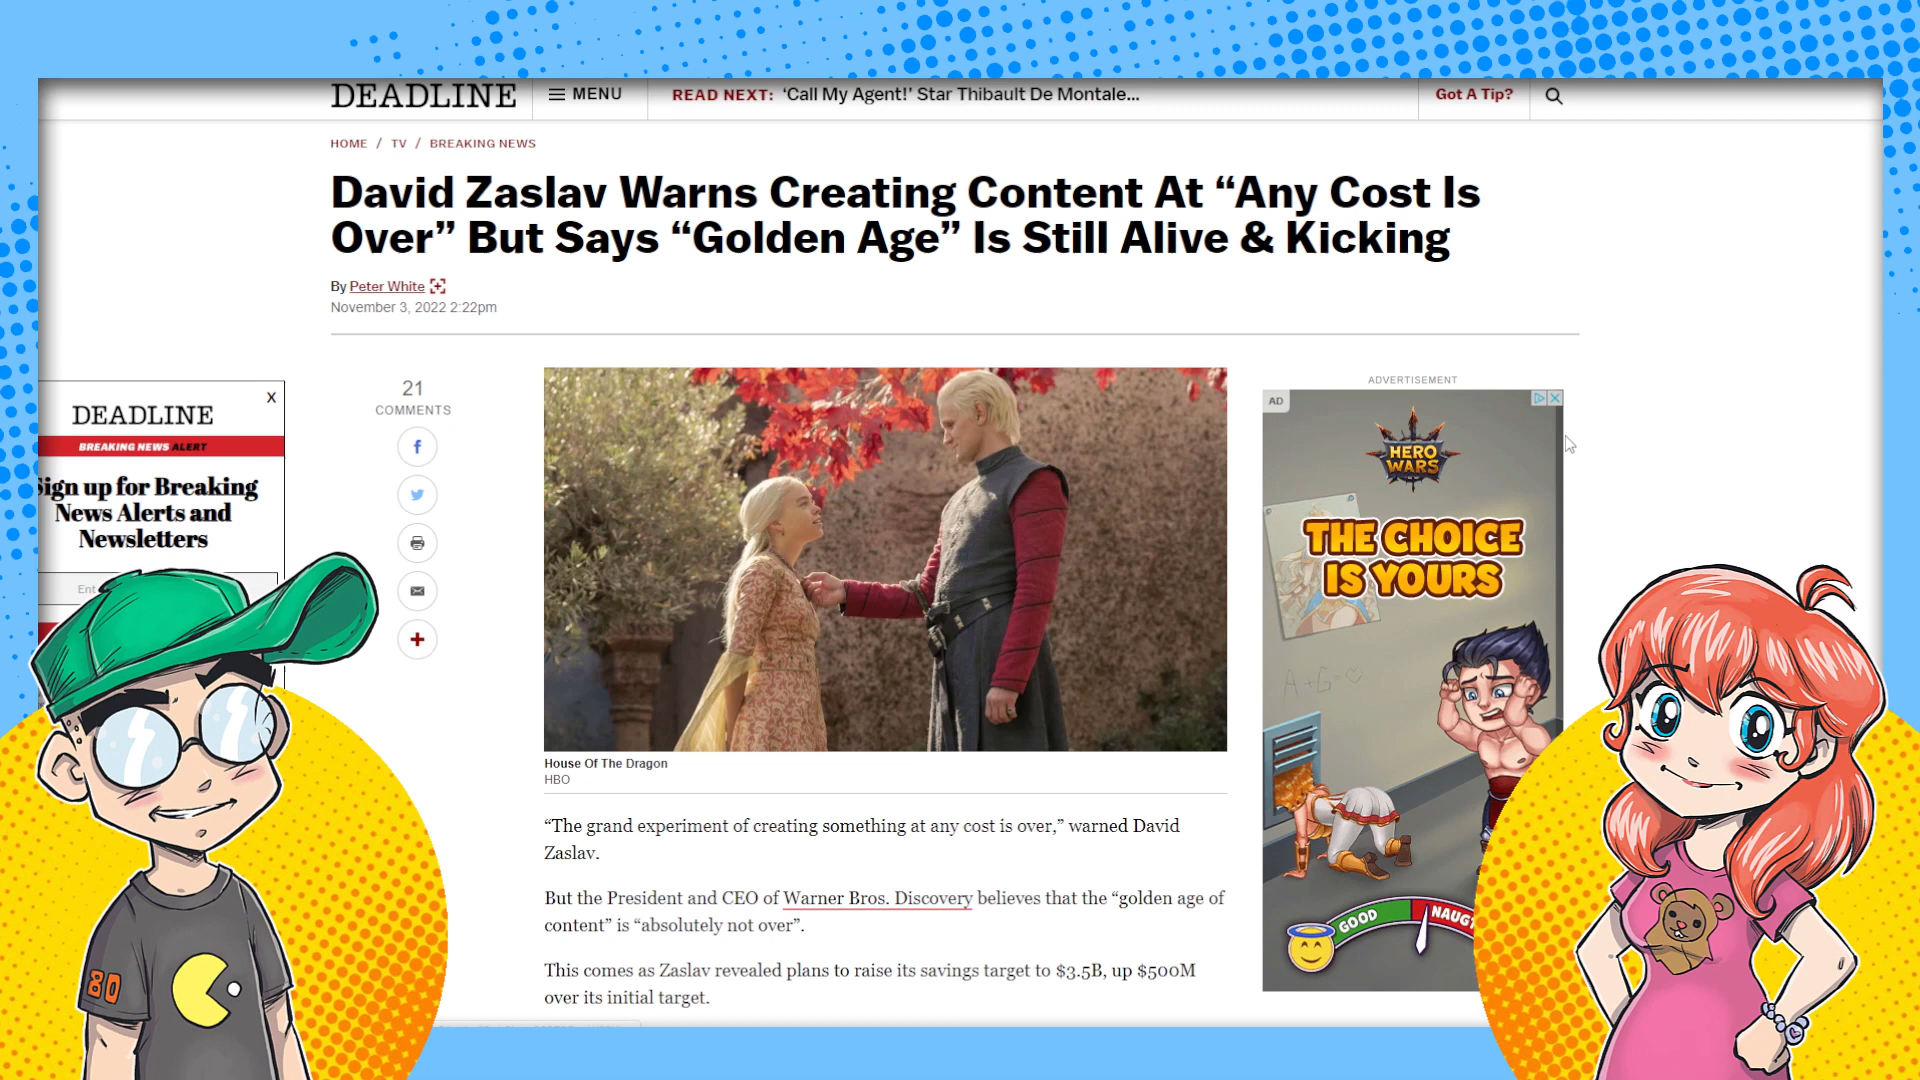 DEADLINE
MENU
READ NEXT: ‘Call My Agent!’ Star Thibault De Montale...
Got A Tip?
HOME / TV / BREAKING NEWS
David Zaslav Warns Creating Content At “Any Cost Is
Over” But Says “Golden Age” Is Still Alive & Kicking
By Peter White
November 3, 2022 2:22pm
X
DEADLINE
BREAKING NEWS ALERT
Sign up for Breaking
News Alerts and
Newsletters
Ent
21
COMMENTS
House Of The Dragon
HBO
“The grand experiment of creating something at any cost is over,” warned David
Zaslav.
But the President and CEO of Warner Bros. Discovery believes that the “golden age of
content” is “absolutely not over”.
This comes as Zaslav revealed plans to raise its savings target to $3.5B, up $500M
over its initial target.
ADVERTISEMENT
AD
HERO
WARS
THE CHOICE
IS YOURS
A+G=
GOOD
NAUG
80